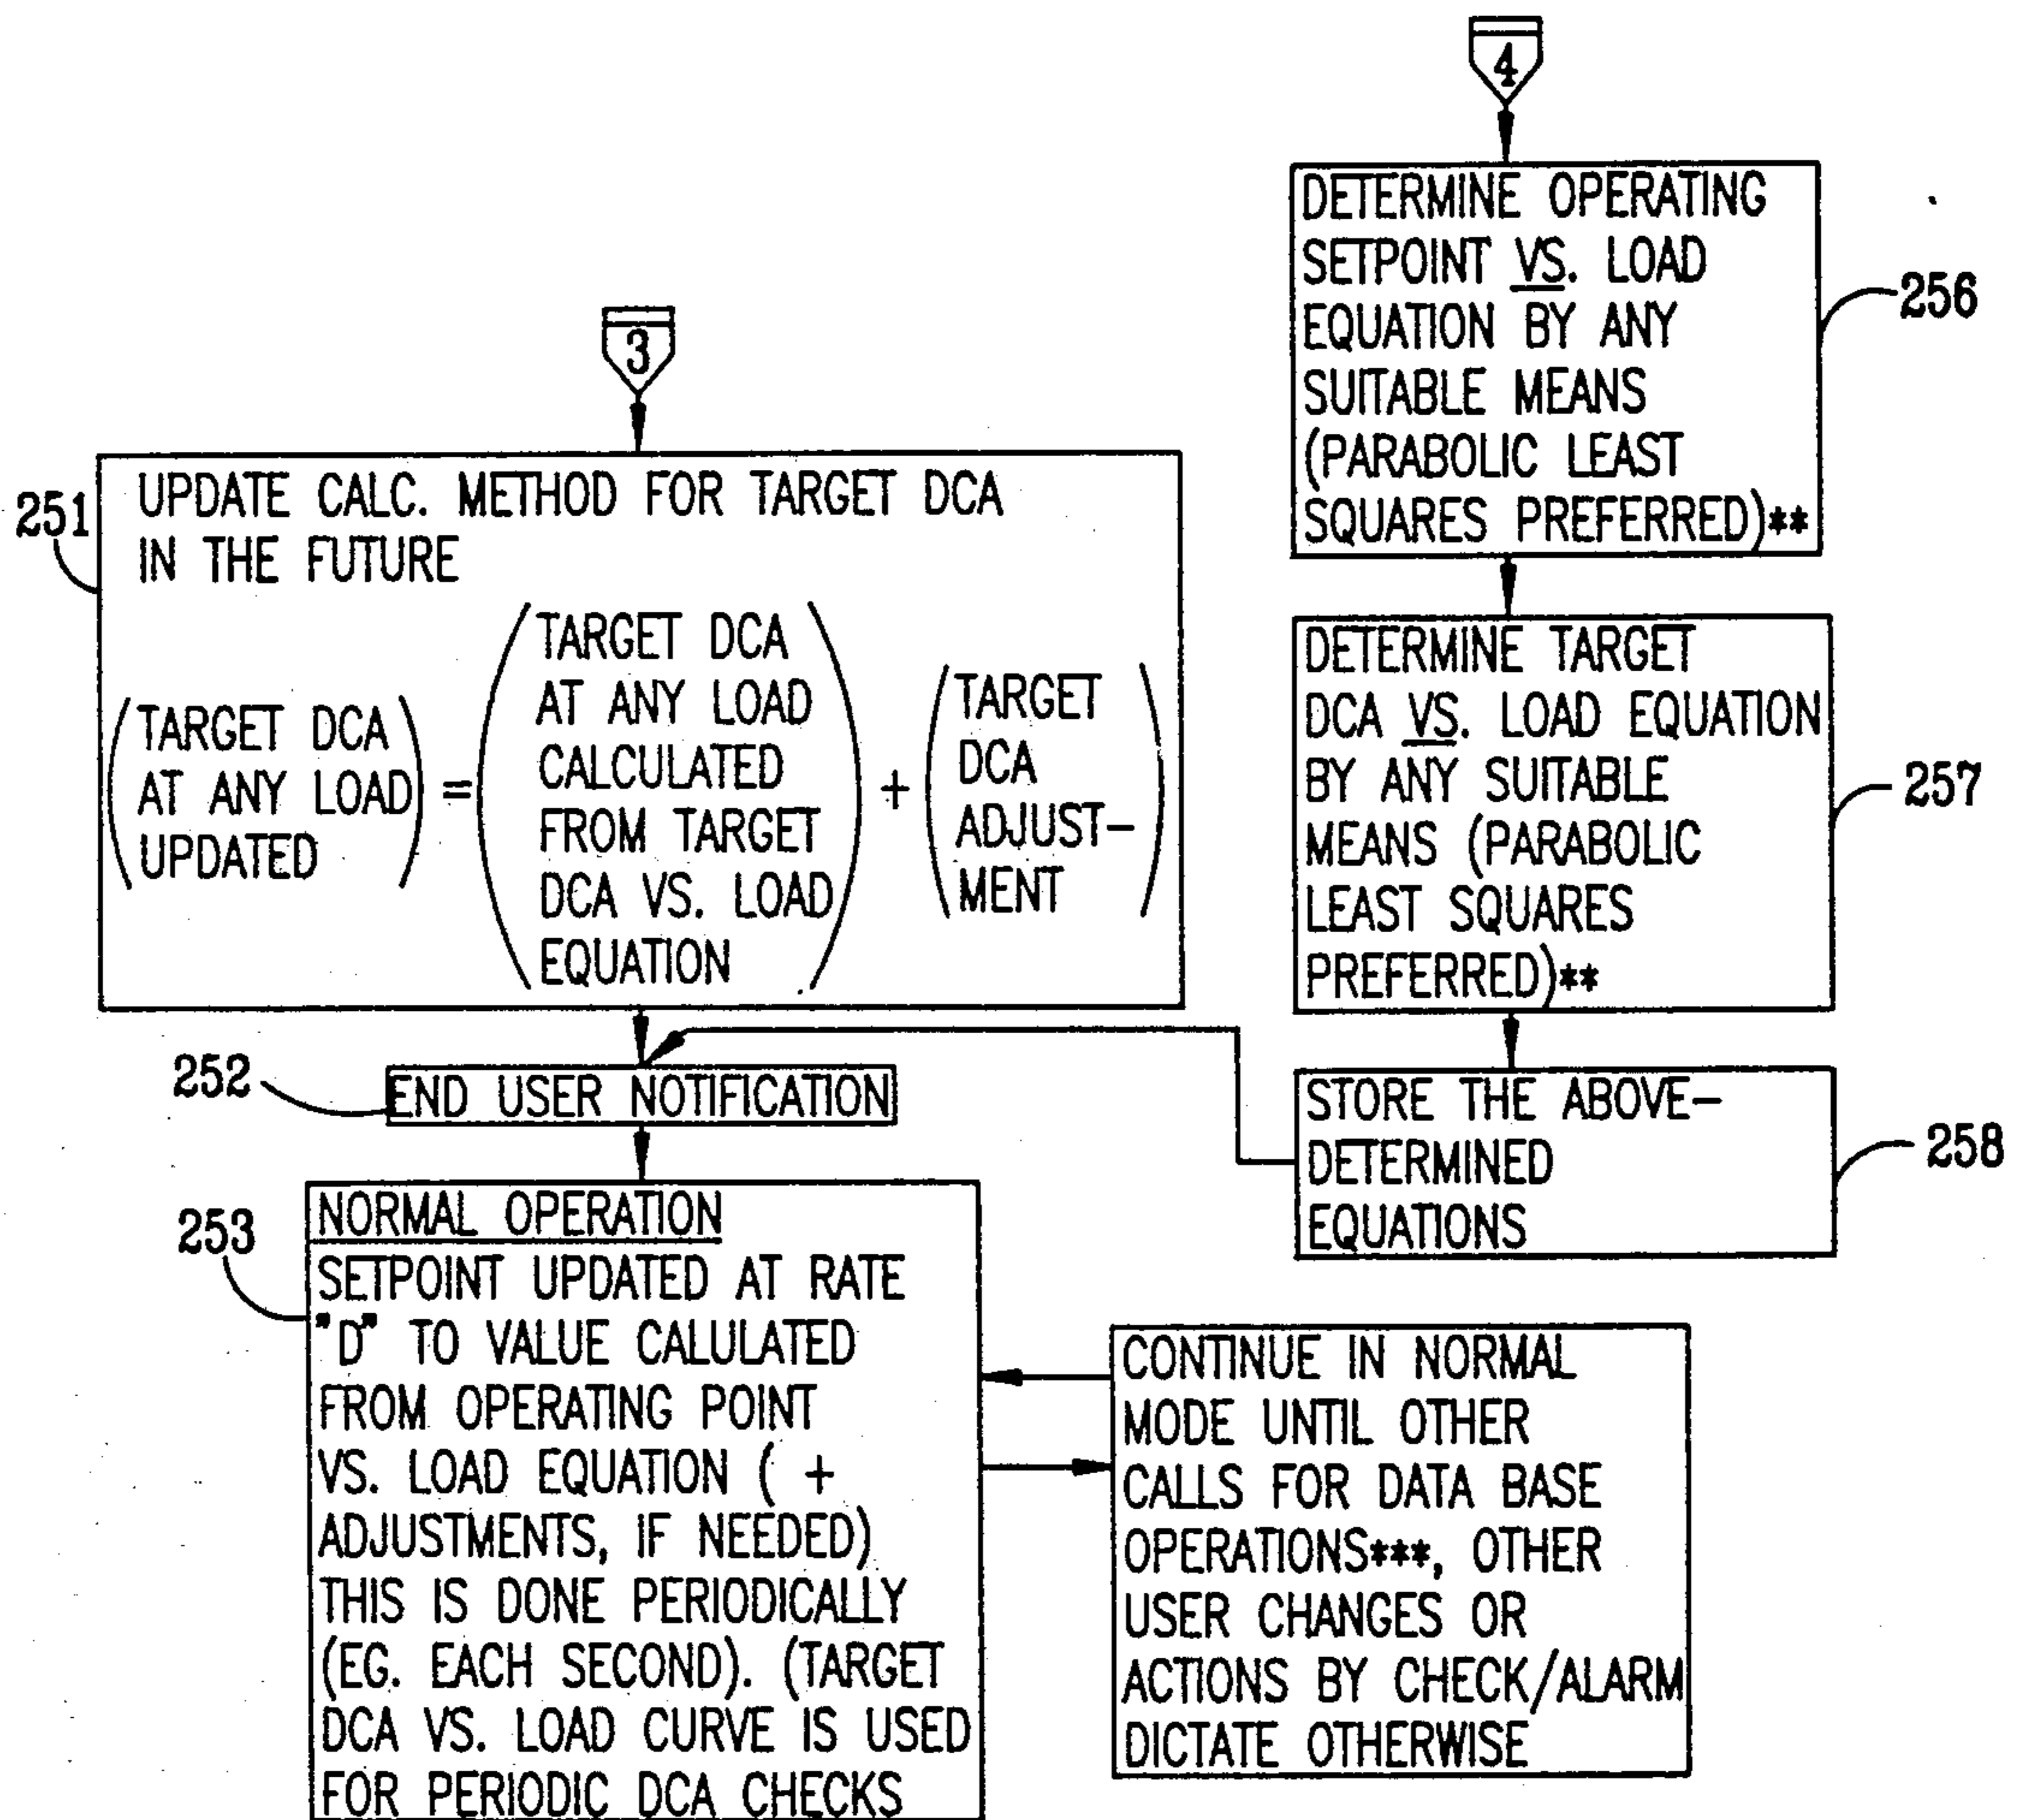 4
DETERMINE OPERATING
SETPOINT VS. LOAD
EQUATION BY ANY
SUITABLE MEANS
(PARABOLIC LEAST
SQUARES PREFERRED)**
256
3
251
UPDATE CALC. METHOD FOR TARGET DCA
IN THE FUTURE
(TARGET DCA
AT ANY LOAD
UPDATED)
=
(TARGET DCA
AT ANY LOAD
CALCULATED
FROM TARGET
DCA VS. LOAD
EQUATION)
+
(TARGET
DCA
ADJUST-
MENT)
DETERMINE TARGET
DCA VS. LOAD EQUATION
BY ANY SUITABLE
MEANS (PARABOLIC
LEAST SQUARES
PREFERRED)**
257
252
END USER NOTIFICATION
STORE THE ABOVE-
DETERMINED
EQUATIONS
258
253
NORMAL OPERATION
SETPOINT UPDATED AT RATE
"D" TO VALUE CALULATED
FROM OPERATING POINT
VS. LOAD EQUATION ( +
ADJUSTMENTS, IF NEEDED)
THIS IS DONE PERIODICALLY
(EG. EACH SECOND). (TARGET
DCA VS. LOAD CURVE IS USED
FOR PERIODIC DCA CHECKS
CONTINUE IN NORMAL
MODE UNTIL OTHER
CALLS FOR DATA BASE
OPERATIONS***, OTHER
USER CHANGES OR
ACTIONS BY CHECK/ALARM
DICTATE OTHERWISE